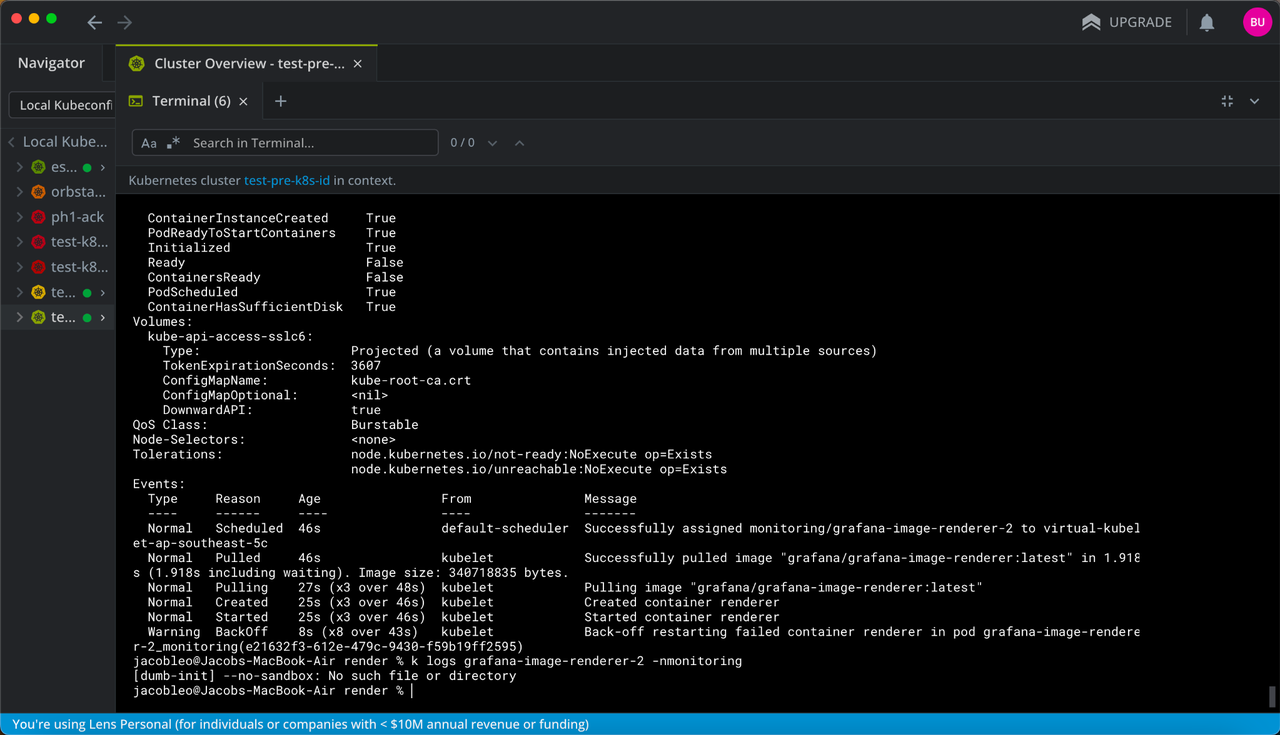 UPGRADE
BU
Navigator
Cluster Overview - test-pre-...
Local Kubeconfi
Terminal (6)
Aa .* Search in Terminal... 0 / 0
Kubernetes cluster test-pre-k8s-id in context.
Local Kube...
es...
orbsta...
ph1-ack
test-k8...
test-k8...
te...
te...
ContainerInstanceCreated True
PodReadyToStartContainers True
Initialized True
Ready False
ContainersReady False
PodScheduled True
ContainerHasSufficientDisk True
Volumes:
kube-api-access-sslc6:
Type: Projected (a volume that contains injected data from multiple sources)
TokenExpirationSeconds: 3607
ConfigMapName: kube-root-ca.crt
ConfigMapOptional: <nil>
DownwardAPI: true
QoS Class: Burstable
Node-Selectors: <none>
Tolerations: node.kubernetes.io/not-ready:NoExecute op=Exists
node.kubernetes.io/unreachable:NoExecute op=Exists
Events:
Type Reason Age From Message
---- ------ ---- ---- -------
Normal Scheduled 46s default-scheduler Successfully assigned monitoring/grafana-image-renderer-2 to virtual-kubel
et-ap-southeast-5c
Normal Pulled 46s kubelet Successfully pulled image "grafana/grafana-image-renderer:latest" in 1.918
s (1.918s including waiting). Image size: 340718835 bytes.
Normal Pulling 27s (x3 over 48s) kubelet Pulling image "grafana/grafana-image-renderer:latest"
Normal Created 25s (x3 over 46s) kubelet Created container renderer
Normal Started 25s (x3 over 46s) kubelet Started container renderer
Warning BackOff 8s (x8 over 43s) kubelet Back-off restarting failed container renderer in pod grafana-image-rendere
r-2_monitoring(e21632f3-612e-479c-9430-f59b19ff2595)
jacobleo@Jacobs-MacBook-Air render % k logs grafana-image-renderer-2 -nmonitoring
[dumb-init] --no-sandbox: No such file or directory
jacobleo@Jacobs-MacBook-Air render %
You're using Lens Personal (for individuals or companies with < $10M annual revenue or funding)